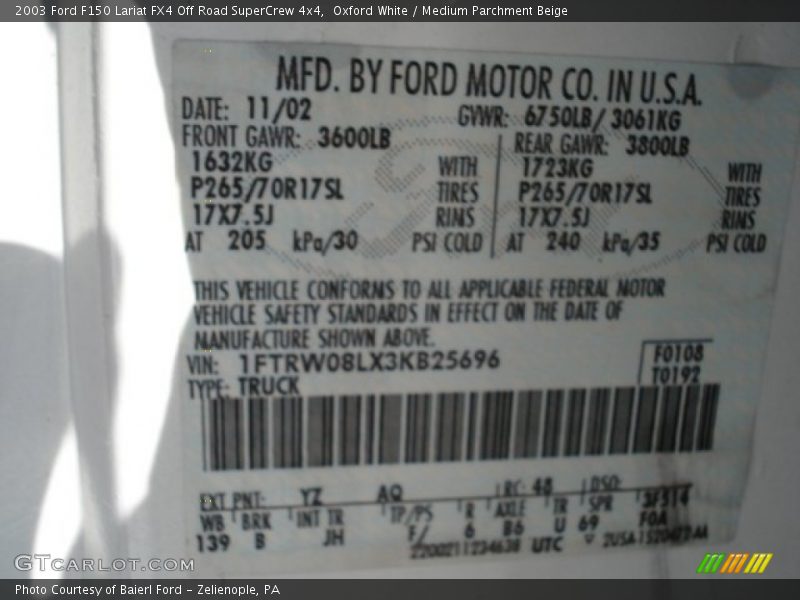 2003 Ford F150 Lariat FX4 Off Road SuperCrew 4x4, Oxford White / Medium Parchment Beige
MFD. BY FORD MOTOR CO. IN U.S.A.
DATE: 11/02 GVWR: 6750LB/ 3061KG
FRONT GAWR: 3600LB REAR GAWR: 3800LB
1632KG WITH 1723KG WITH
P265/70R17SL TIRES P265/70R17SL TIRES
17X7.5J RIMS 17X7.5J RIMS
AT 205 kPa/30 PSI COLD AT 240 kPa/35 PSI COLD
THIS VEHICLE CONFORMS TO ALL APPLICABLE FEDERAL MOTOR
VEHICLE SAFETY STANDARDS IN EFFECT ON THE DATE OF
MANUFACTURE SHOWN ABOVE.
VIN: 1FTRW08LX3KB25696 F0108
TYPE: TRUCK T0192
EXT PNT: YZ AQ RC: 48 DSO:
WB BRK INT TR TP/PS R AXLE TR SPR
139 B JH F/ 6 B6 U 69
UTC
GTCARLOT.COM
Photo Courtesy of Baierl Ford - Zelienople, PA